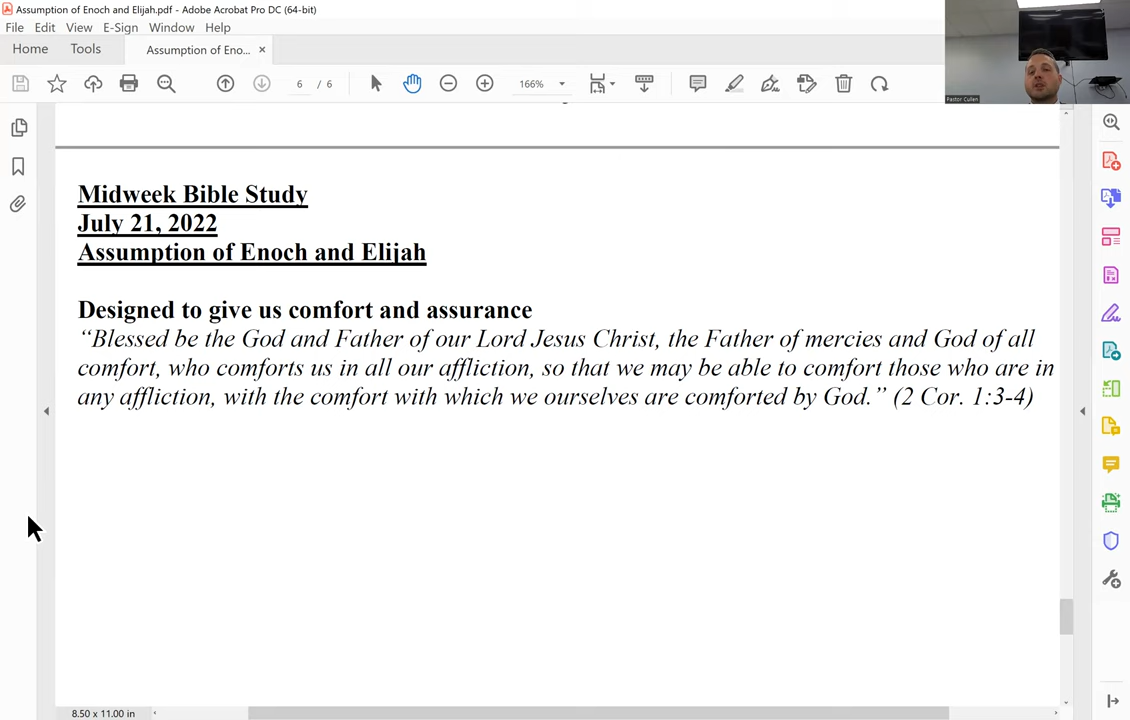 Assumption of Enoch and Elijah.pdf - Adobe Acrobat Pro DC (64-bit)
File Edit View E-Sign Window Help
Home Tools Assumption of Eno... ×
6 / 6 166%
Pastor Cullen
Midweek Bible Study
July 21, 2022
Assumption of Enoch and Elijah
Designed to give us comfort and assurance
“Blessed be the God and Father of our Lord Jesus Christ, the Father of mercies and God of all
comfort, who comforts us in all our affliction, so that we may be able to comfort those who are in
any affliction, with the comfort with which we ourselves are comforted by God.” (2 Cor. 1:3-4)
8.50 x 11.00 in